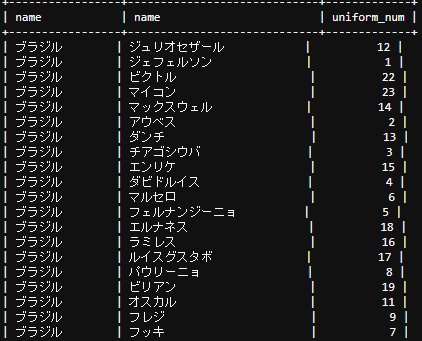 | name | name | uniform_num |
| ブラジル | ジュリオセザール | 12 |
| ブラジル | ジェフェルソン | 1 |
| ブラジル | ビクトル | 22 |
| ブラジル | マイコン | 23 |
| ブラジル | マックスウェル | 14 |
| ブラジル | アウベス | 2 |
| ブラジル | ダンチ | 13 |
| ブラジル | チアゴシウバ | 3 |
| ブラジル | エンリケ | 15 |
| ブラジル | ダビドルイス | 4 |
| ブラジル | マルセロ | 6 |
| ブラジル | フェルナンジーニョ | 5 |
| ブラジル | エルナネス | 18 |
| ブラジル | ラミレス | 16 |
| ブラジル | ルイスグスタボ | 17 |
| ブラジル | パウリーニョ | 8 |
| ブラジル | ビリアン | 19 |
| ブラジル | オスカル | 11 |
| ブラジル | フレジ | 9 |
| ブラジル | フッキ | 7 |